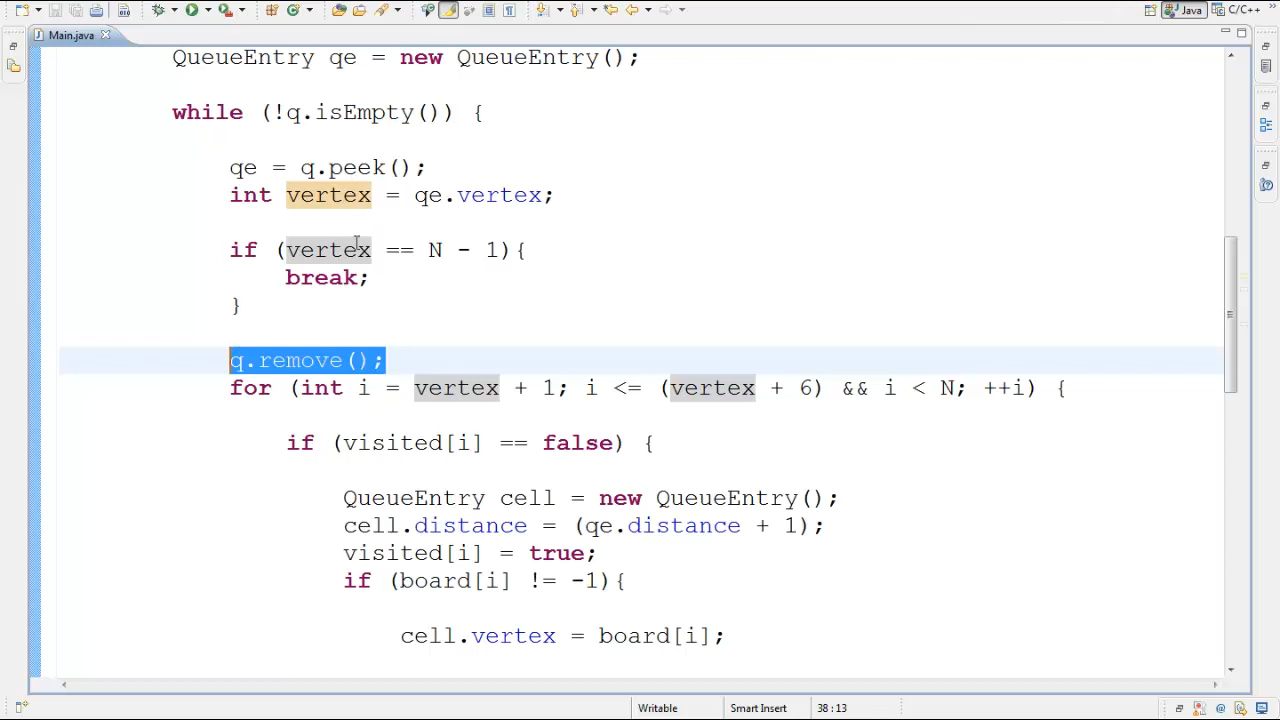 Java
C/C++
Main.java
QueueEntry qe = new QueueEntry();
while (!q.isEmpty()) {
qe = q.peek();
int vertex = qe.vertex;
if (vertex == N - 1){
break;
}
q.remove();
for (int i = vertex + 1; i <= (vertex + 6) && i < N; ++i) {
if (visited[i] == false) {
QueueEntry cell = new QueueEntry();
cell.distance = (qe.distance + 1);
visited[i] = true;
if (board[i] != -1){
cell.vertex = board[i];
Writable
Smart Insert
38 : 13